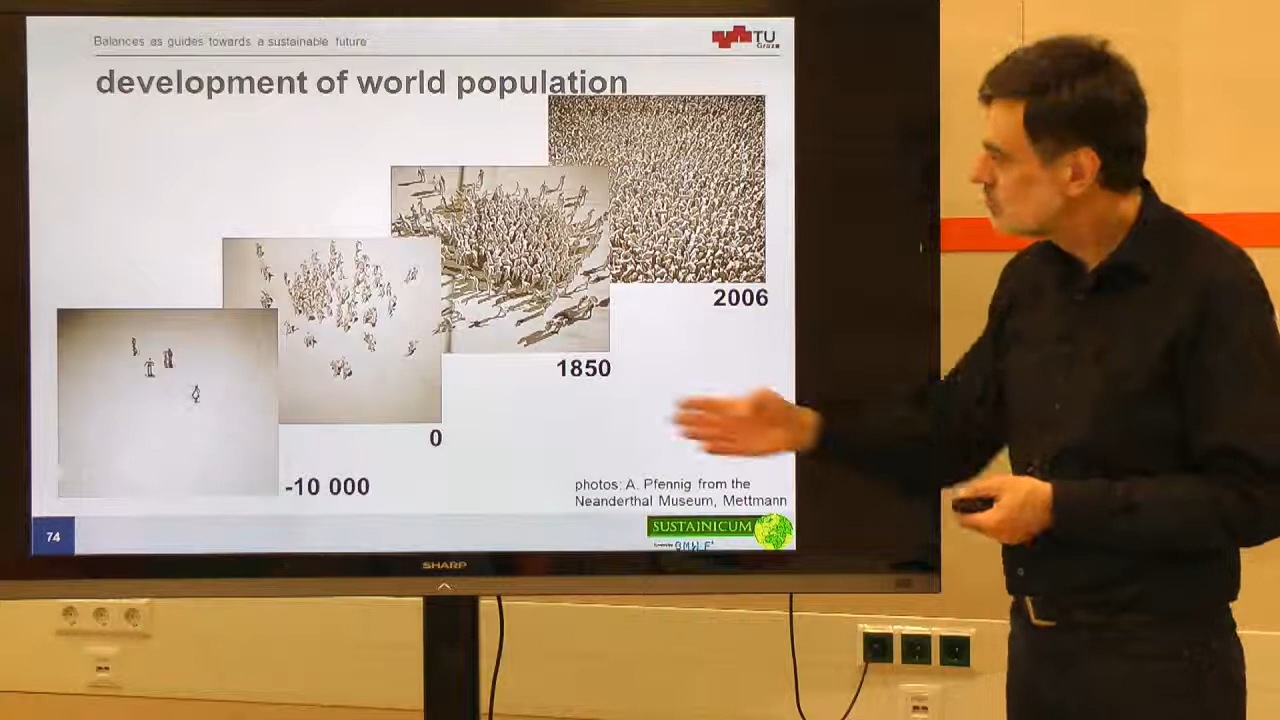 Balances as guides towards a sustainable future
TU
Graz
development of world population
2006
1850
0
-10 000
photos: A. Pfennig from the
Neanderthal Museum, Mettmann
74
SUSTAINICUM
SHARP